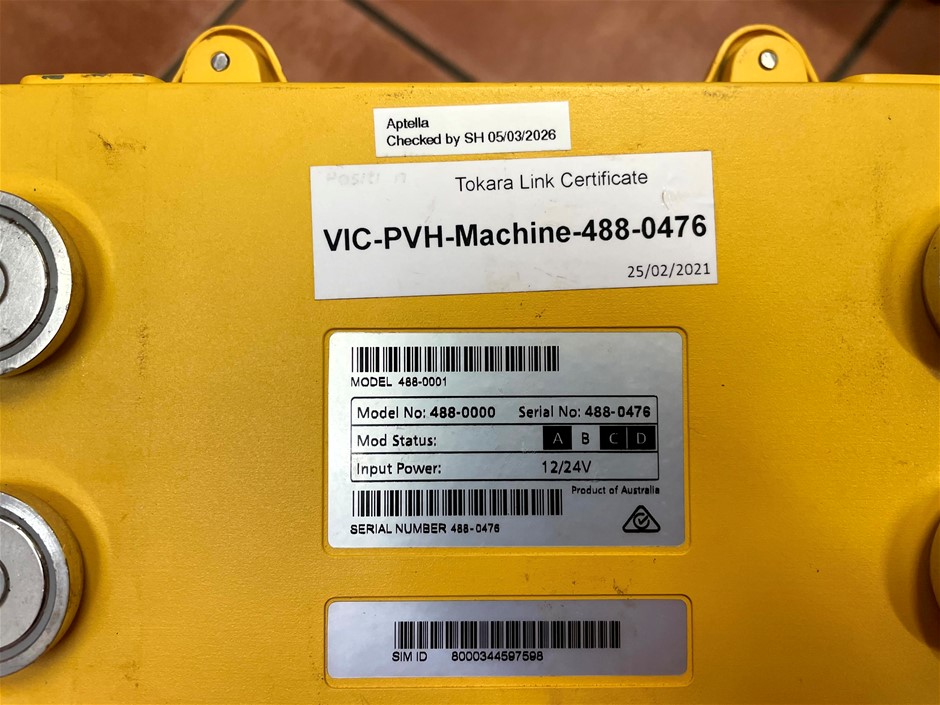 Aptella
Checked by SH 05/03/2026
Tokara Link Certificate
VIC-PVH-Machine-488-0476
25/02/2021
MODEL 488-0001
Model No: 488-0000 Serial No: 488-0476
Mod Status: A B C D
Input Power: 12/24V
Product of Australia
SERIAL NUMBER 488-0476
SIM ID 8000344597598